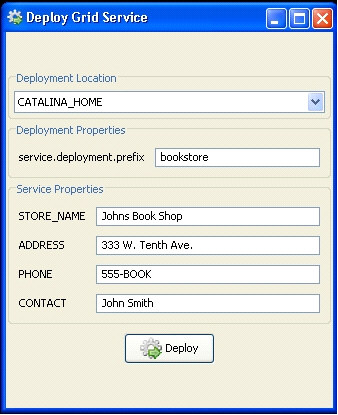 Deploy Grid Service
Deployment Location
CATALINA_HOME
Deployment Properties
service.deployment.prefix bookstore
Service Properties
STORE_NAME Johns Book Shop
ADDRESS 333 W. Tenth Ave.
PHONE 555-BOOK
CONTACT John Smith
Deploy